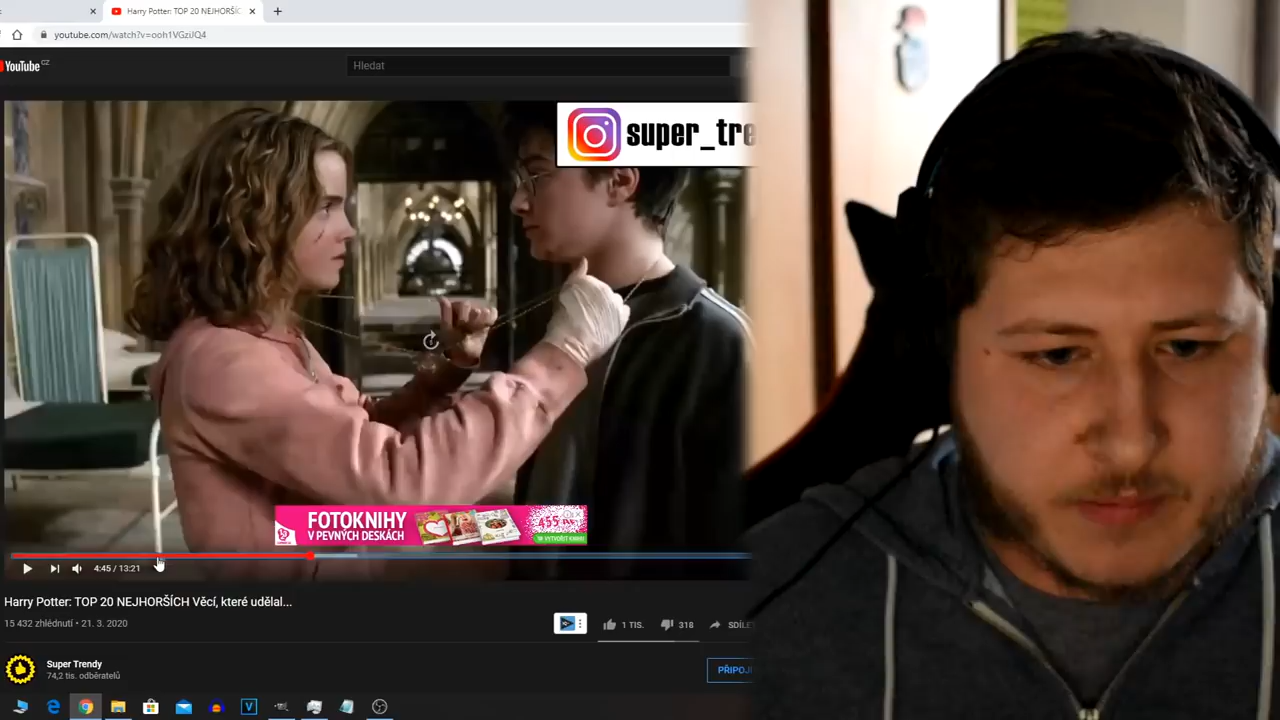 Harry Potter: TOP 20 NEJHORŠÍC
youtube.com/watch?v=ooh1VGziJQ4
YouTube CZ
Hledat
super_tre
FOTOKNIHY
V PEVNÝCH DESKÁCH
4:45 / 13:21
Harry Potter: TOP 20 NEJHORŠÍCH Věcí, které udělal...
15 432 zhlédnutí • 21. 3. 2020
1 TIS.
318
SDÍLE
Super Trendy
74,2 tis. odběratelů
PŘIPOJI